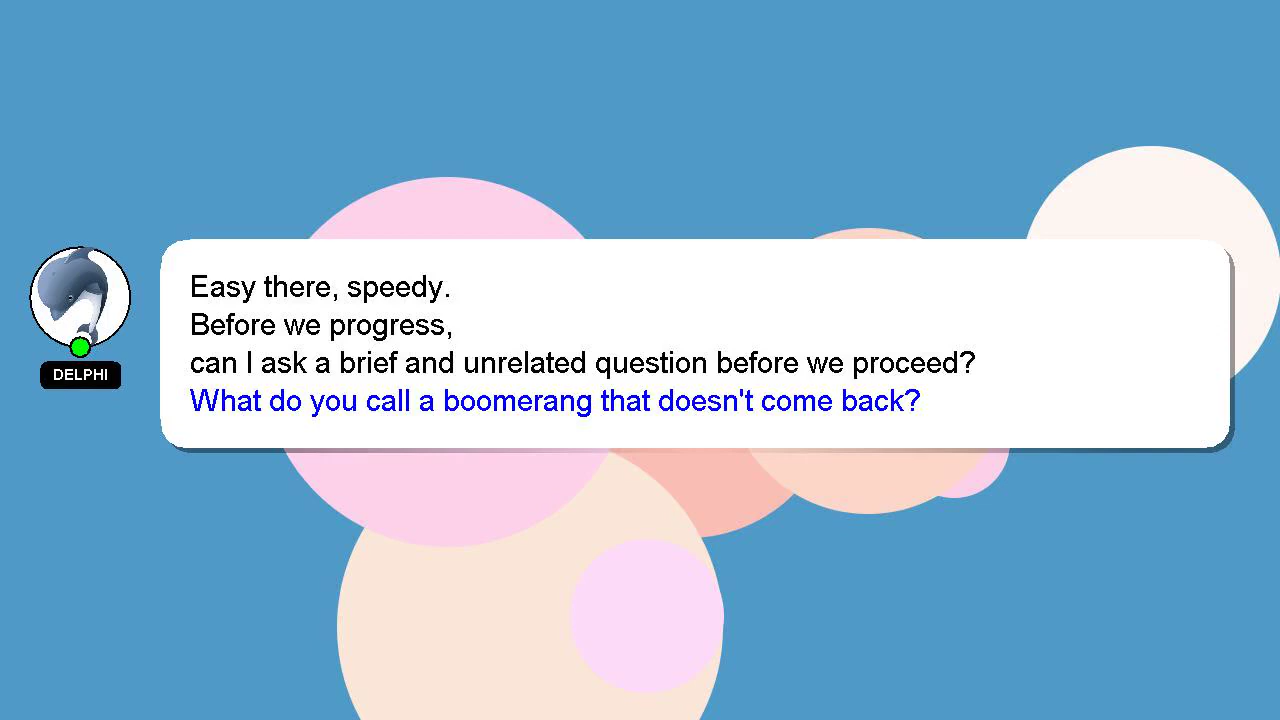 Easy there, speedy.
Before we progress,
can I ask a brief and unrelated question before we proceed?
What do you call a boomerang that doesn't come back?
DELPHI